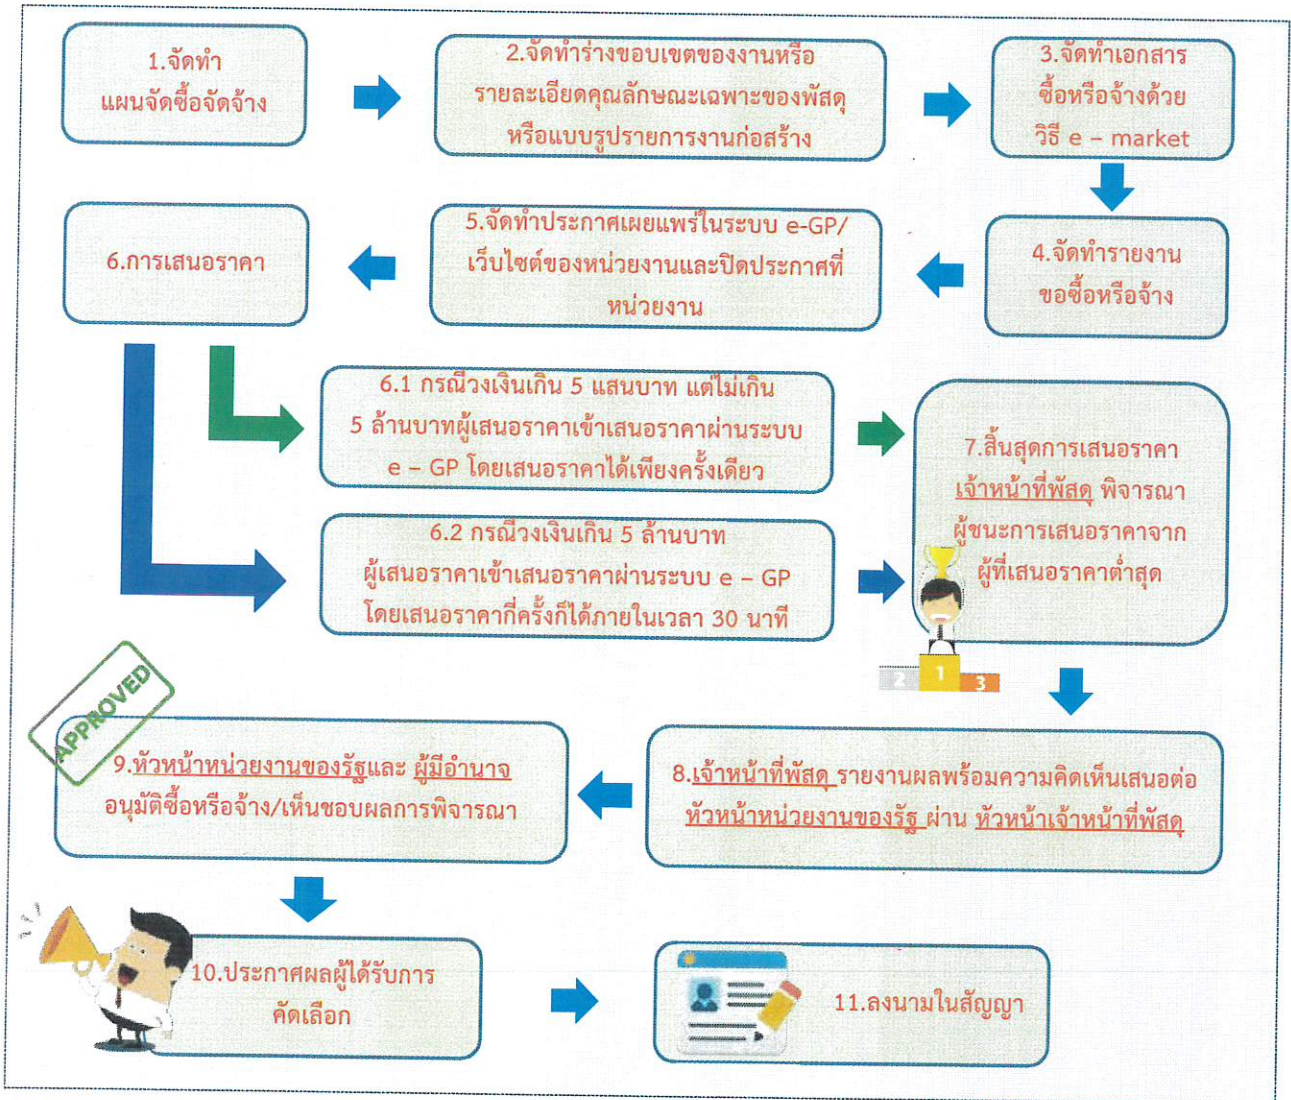 1.จัดทำ
แผนจัดซื้อจัดจ้าง
2.จัดทำร่างขอบเขตของงานหรือ
รายละเอียดคุณลักษณะเฉพาะของพัสดุ
หรือแบบรูปรายการงานก่อสร้าง
3.จัดทำเอกสาร
ซื้อหรือจ้างด้วย
วิธี e – market
4.จัดทำรายงาน
ขอซื้อหรือจ้าง
5.จัดทำประกาศเผยแพร่ในระบบ e-GP/
เว็บไซต์ของหน่วยงานและปิดประกาศที่
หน่วยงาน
6.การเสนอราคา
6.1 กรณีวงเงินเกิน 5 แสนบาท แต่ไม่เกิน
5 ล้านบาทผู้เสนอราคาเข้าเสนอราคาผ่านระบบ
e – GP โดยเสนอราคาได้เพียงครั้งเดียว
6.2 กรณีวงเงินเกิน 5 ล้านบาท
ผู้เสนอราคาเข้าเสนอราคาผ่านระบบ e – GP
โดยเสนอราคากี่ครั้งก็ได้ภายในเวลา 30 นาที
7.สิ้นสุดการเสนอราคา
เจ้าหน้าที่พัสดุ พิจารณา
ผู้ชนะการเสนอราคาจาก
ผู้ที่เสนอราคาต่ำสุด
2 1 3
8.เจ้าหน้าที่พัสดุ รายงานผลพร้อมความคิดเห็นเสนอต่อ
หัวหน้าหน่วยงานของรัฐ ผ่าน หัวหน้าเจ้าหน้าที่พัสดุ
APPROVED
9.หัวหน้าหน่วยงานของรัฐและ ผู้มีอำนาจ
อนุมัติซื้อหรือจ้าง/เห็นชอบผลการพิจารณา
10.ประกาศผลผู้ได้รับการ
คัดเลือก
11.ลงนามในสัญญา